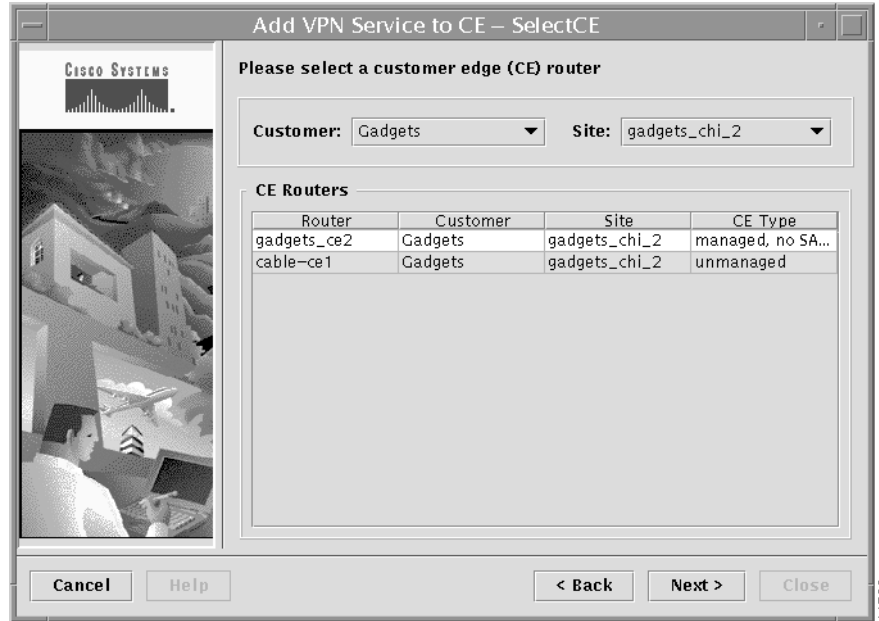 Add VPN Service to CE – SelectCE
CISCO SYSTEMS
Please select a customer edge (CE) router
Customer: Gadgets Site: gadgets_chi_2
CE Routers
Router Customer Site CE Type
gadgets_ce2 Gadgets gadgets_chi_2 managed, no SA...
cable-ce1 Gadgets gadgets_chi_2 unmanaged
Cancel Help < Back Next > Close